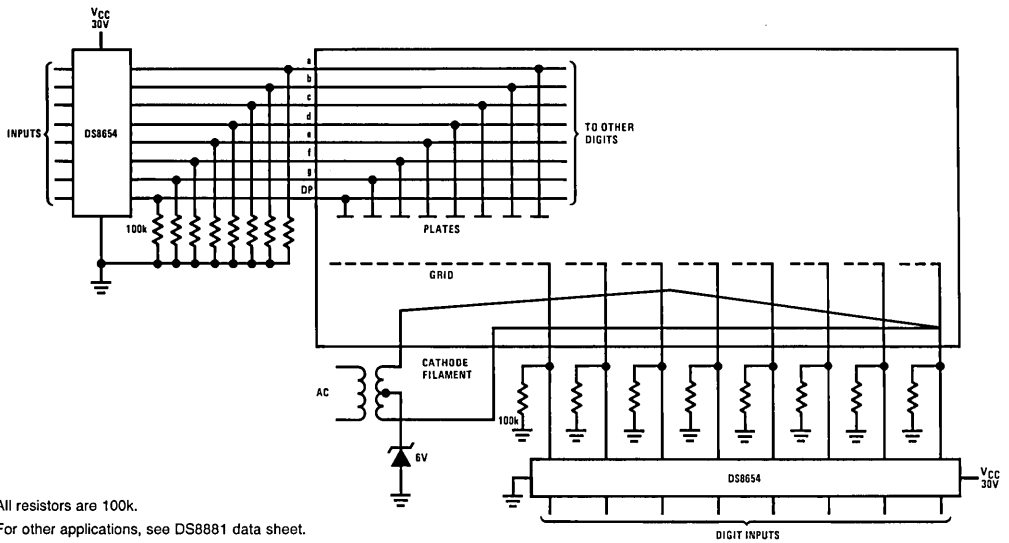 VCC
30V
a
b
c
d
e
f
g
DP
INPUTS
DS8654
TO OTHER
DIGITS
100k
PLATES
GRID
CATHODE
FILAMENT
AC
100k
6V
DS8654
VCC
30V
DIGIT INPUTS
All resistors are 100k.
For other applications, see DS8881 data sheet.